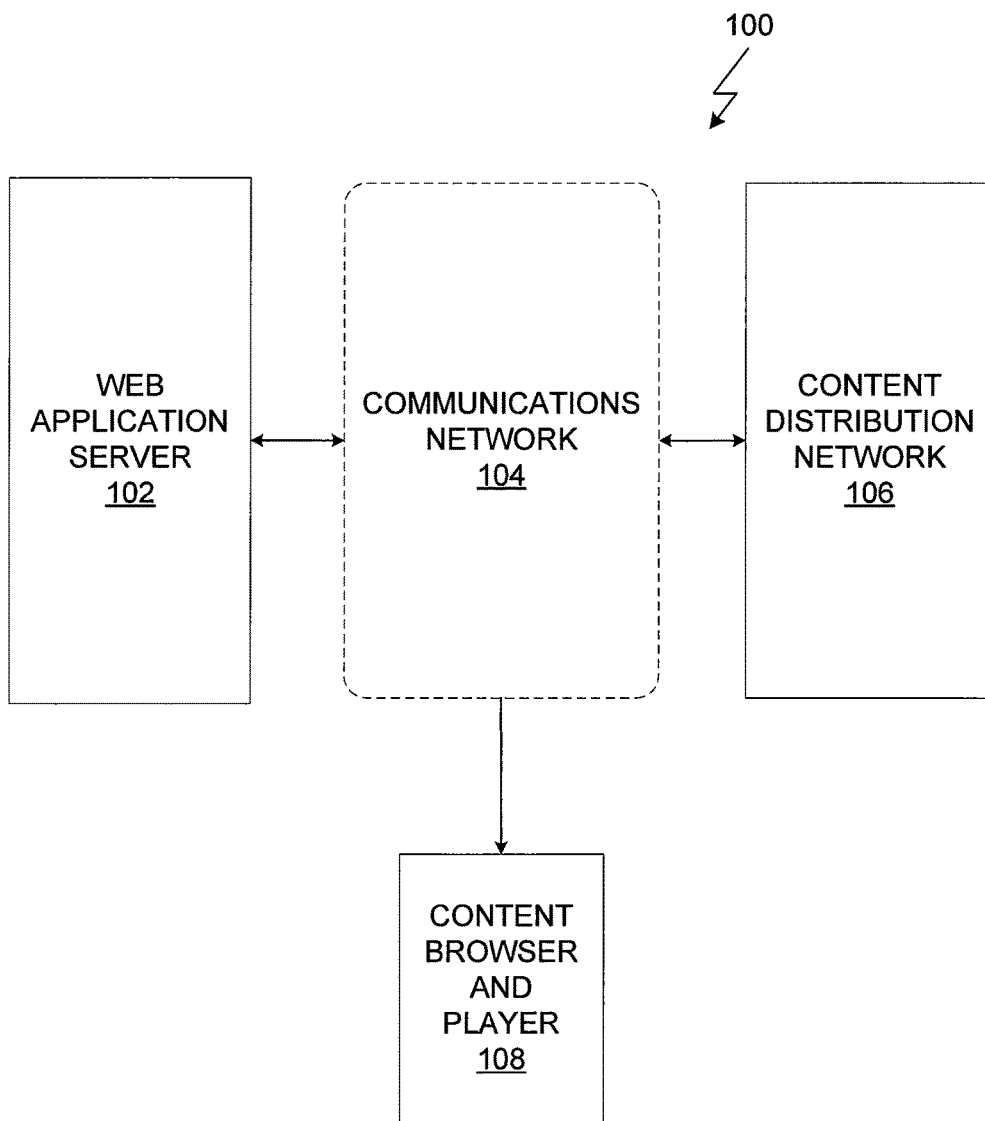 100
WEB
APPLICATION
SERVER
102
COMMUNICATIONS
NETWORK
104
CONTENT
DISTRIBUTION
NETWORK
106
CONTENT
BROWSER
AND
PLAYER
108